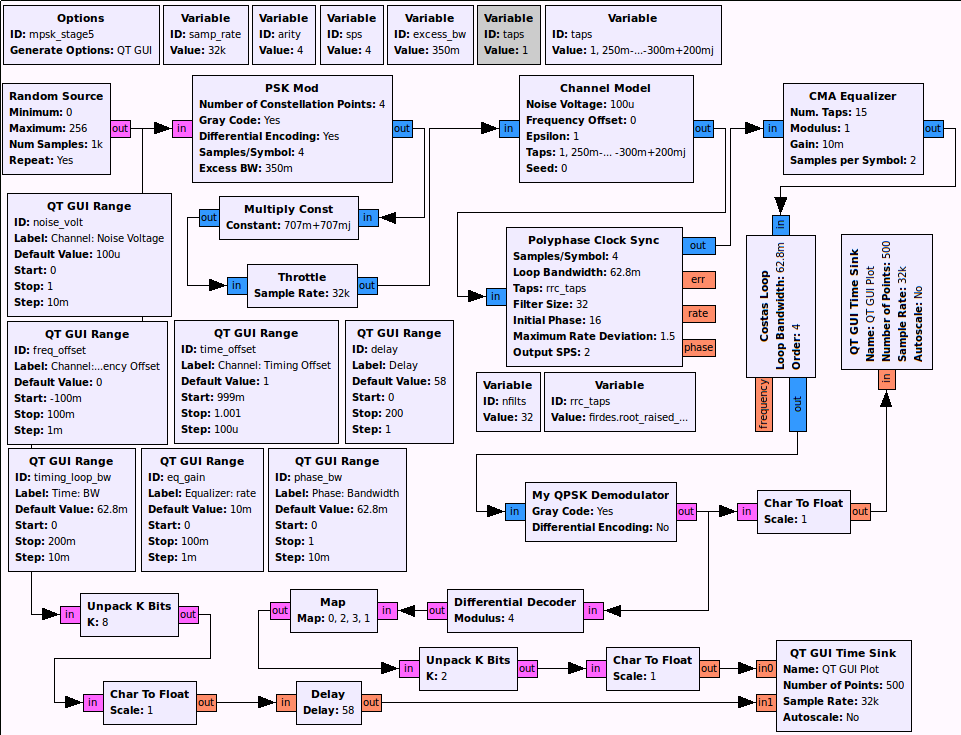 Options
ID: mpsk_stage5
Generate Options: QT GUI
Variable
ID: samp_rate
Value: 32k
Variable
ID: arity
Value: 4
Variable
ID: sps
Value: 4
Variable
ID: excess_bw
Value: 350m
Variable
ID: taps
Value: 1
Variable
ID: taps
Value: 1, 250m-...-300m+200mj
Random Source
Minimum: 0
Maximum: 256
Num Samples: 1k
Repeat: Yes
out
in
PSK Mod
Number of Constellation Points: 4
Gray Code: Yes
Differential Encoding: Yes
Samples/Symbol: 4
Excess BW: 350m
out
in
Channel Model
Noise Voltage: 100u
Frequency Offset: 0
Epsilon: 1
Taps: 1, 250m-... -300m+200mj
Seed: 0
out
in
CMA Equalizer
Num. Taps: 15
Modulus: 1
Gain: 10m
Samples per Symbol: 2
out
QT GUI Range
ID: noise_volt
Label: Channel: Noise Voltage
Default Value: 100u
Start: 0
Stop: 1
Step: 10m
out
Multiply Const
Constant: 707m+707mj
in
in
Throttle
Sample Rate: 32k
out
in
Polyphase Clock Sync
Samples/Symbol: 4
Loop Bandwidth: 62.8m
Taps: rrc_taps
Filter Size: 32
Initial Phase: 16
Maximum Rate Deviation: 1.5
Output SPS: 2
out
err
rate
phase
in
Costas Loop
Loop Bandwidth: 62.8m
Order: 4
frequency
out
QT GUI Time Sink
Name: QT GUI Plot
Number of Points: 500
Sample Rate: 32k
Autoscale: No
in
QT GUI Range
ID: freq_offset
Label: Channel:...ency Offset
Default Value: 0
Start: -100m
Stop: 100m
Step: 1m
QT GUI Range
ID: time_offset
Label: Channel: Timing Offset
Default Value: 1
Start: 999m
Stop: 1.001
Step: 100u
QT GUI Range
ID: delay
Label: Delay
Default Value: 58
Start: 0
Stop: 200
Step: 1
Variable
ID: nfilts
Value: 32
Variable
ID: rrc_taps
Value: firdes.root_raised_...
QT GUI Range
ID: timing_loop_bw
Label: Time: BW
Default Value: 62.8m
Start: 0
Stop: 200m
Step: 10m
QT GUI Range
ID: eq_gain
Label: Equalizer: rate
Default Value: 10m
Start: 0
Stop: 100m
Step: 1m
QT GUI Range
ID: phase_bw
Label: Phase: Bandwidth
Default Value: 62.8m
Start: 0
Stop: 1
Step: 10m
in
My QPSK Demodulator
Gray Code: Yes
Differential Encoding: No
out
in
Char To Float
Scale: 1
out
in
Unpack K Bits
K: 8
out
out
Map
Map: 0, 2, 3, 1
in
out
Differential Decoder
Modulus: 4
in
in
Unpack K Bits
K: 2
out
in
Char To Float
Scale: 1
out
in0
in1
QT GUI Time Sink
Name: QT GUI Plot
Number of Points: 500
Sample Rate: 32k
Autoscale: No
in
Char To Float
Scale: 1
out
in
Delay
Delay: 58
out